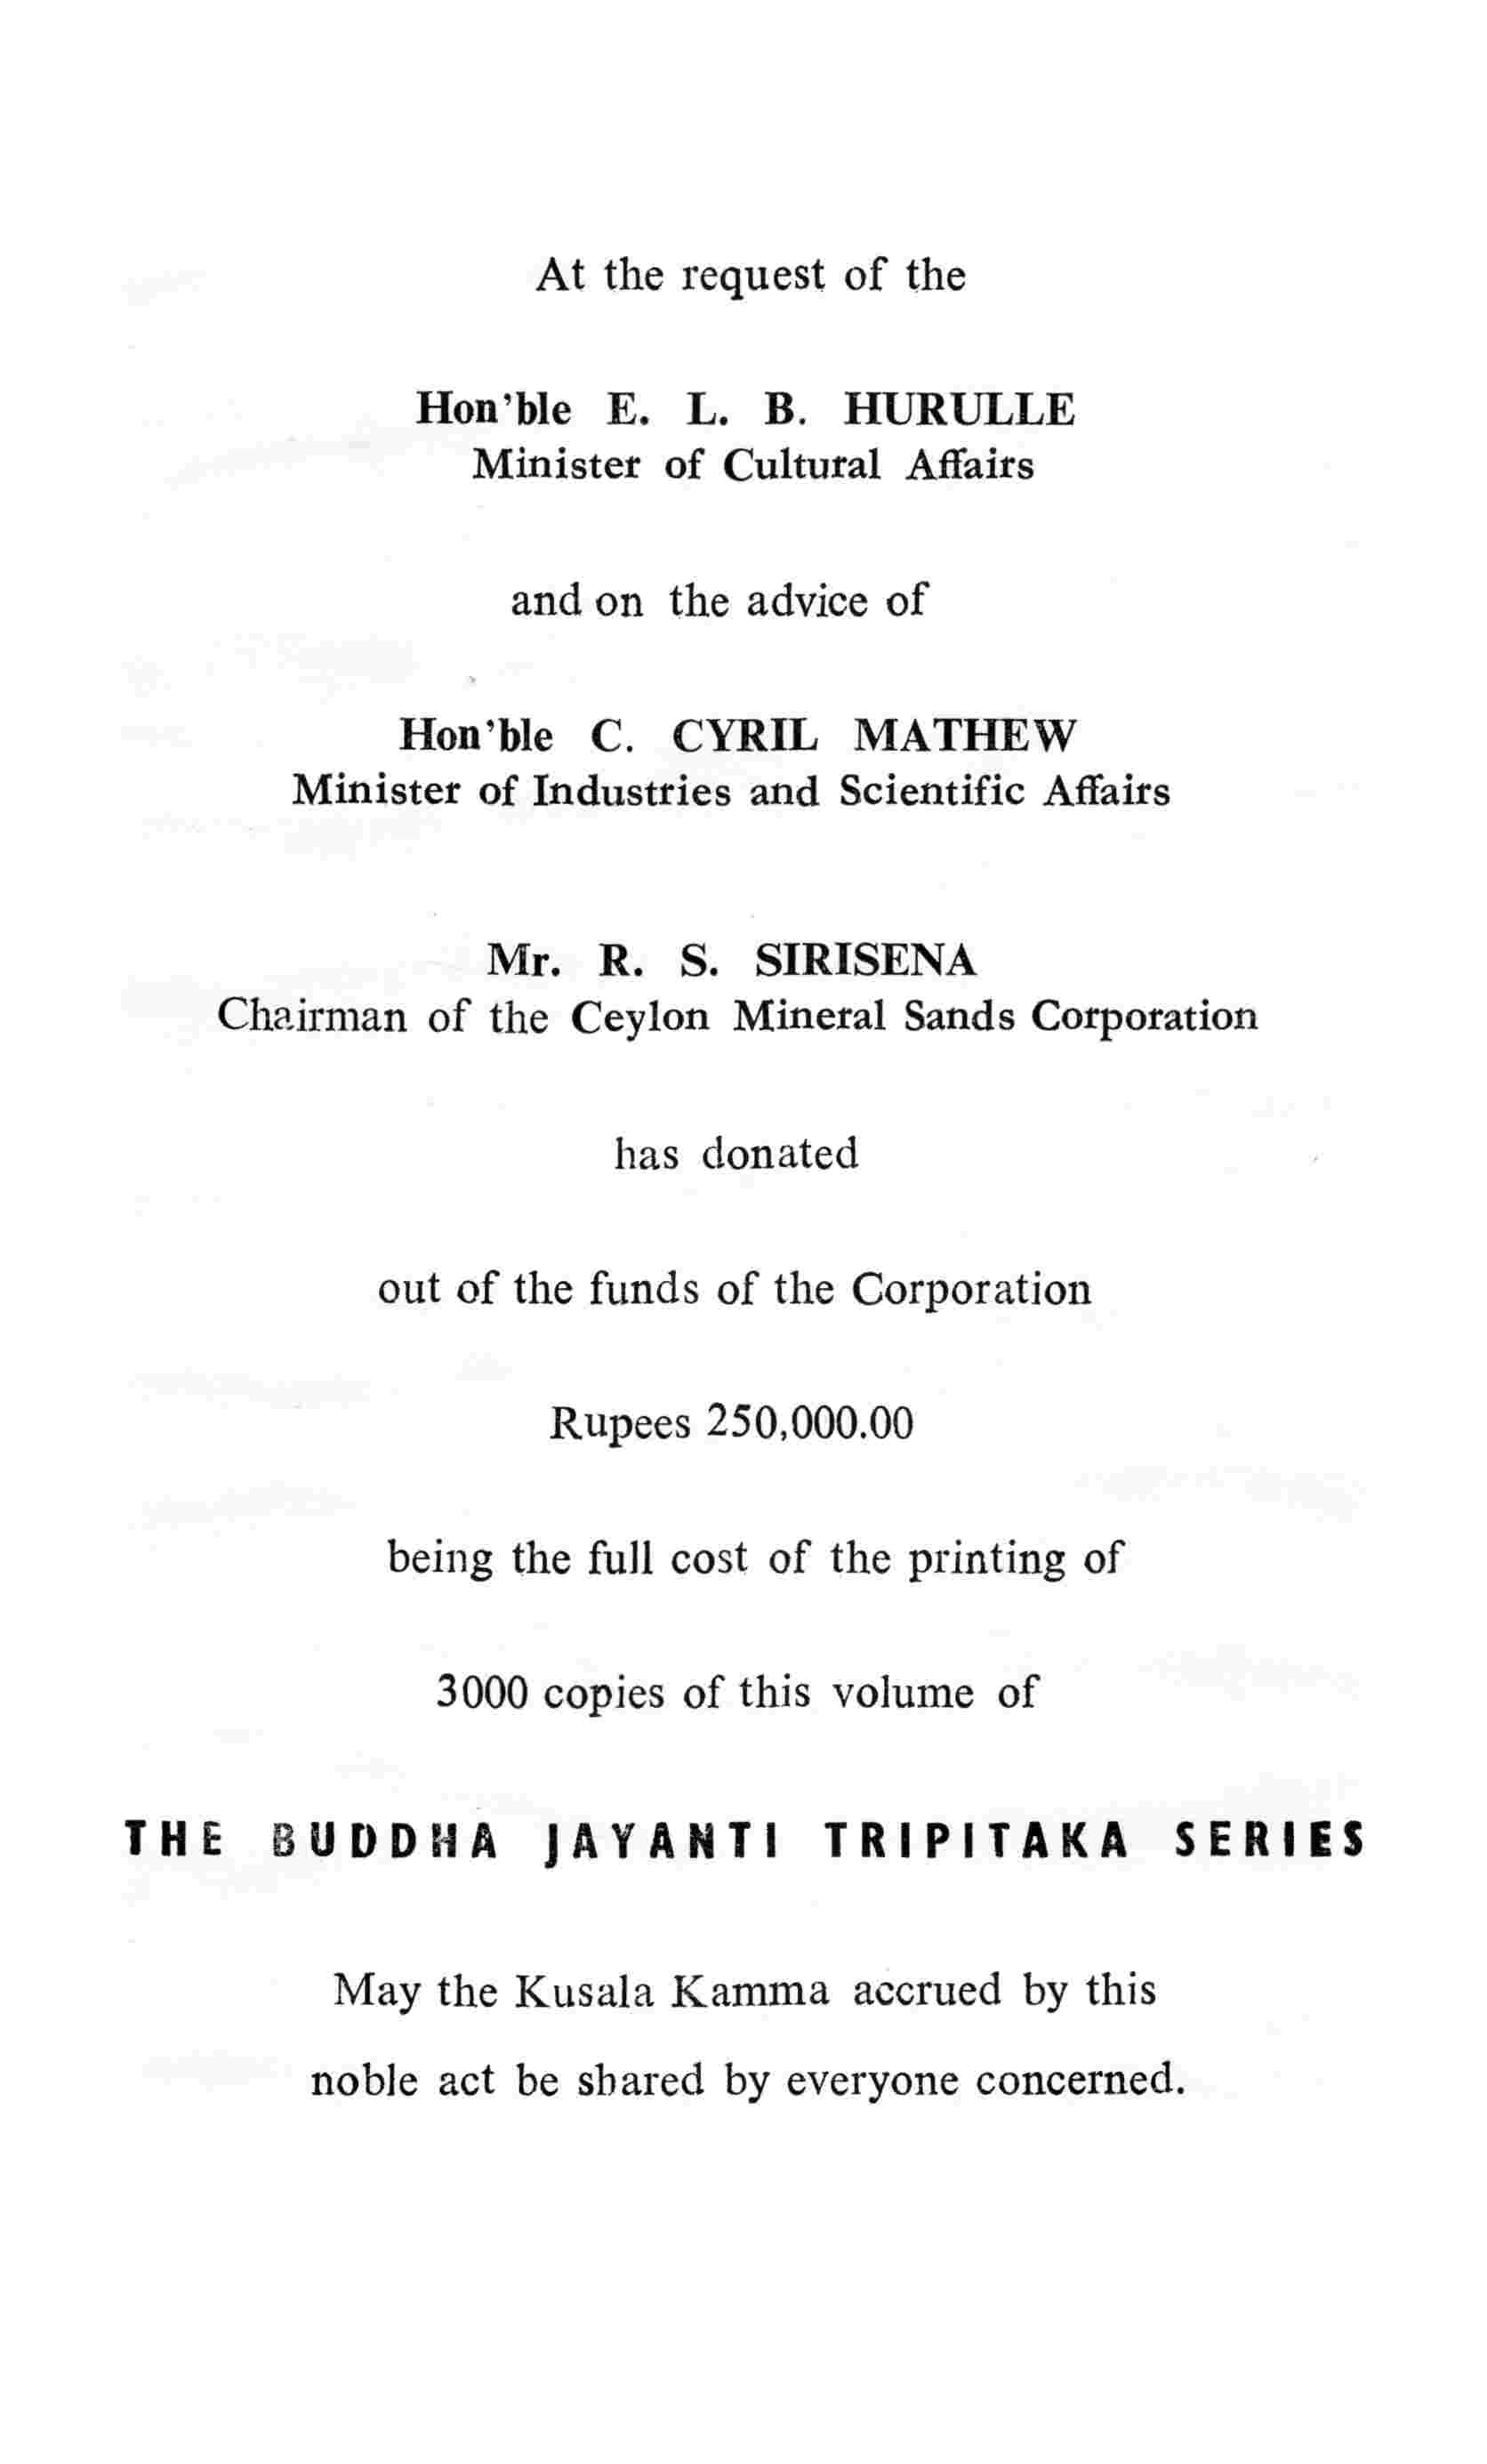 At the request of the
Hon'ble E. L. B. HURULLE
Minister of Cultural Affairs
and on the advice of
Hon'ble C. CYRIL MATHEW
Minister of Industries and Scientific Affairs
Mr. R. S. SIRISENA
Chairman of the Ceylon Mineral Sands Corporation
has donated
out of the funds of the Corporation
Rupees 250,000.00
being the full cost of the printing of
3000 copies of this volume of
THE BUDDHA JAYANTI TRIPITAKA SERIES
May the Kusala Kamma accrued by this
noble act be shared by everyone concerned.